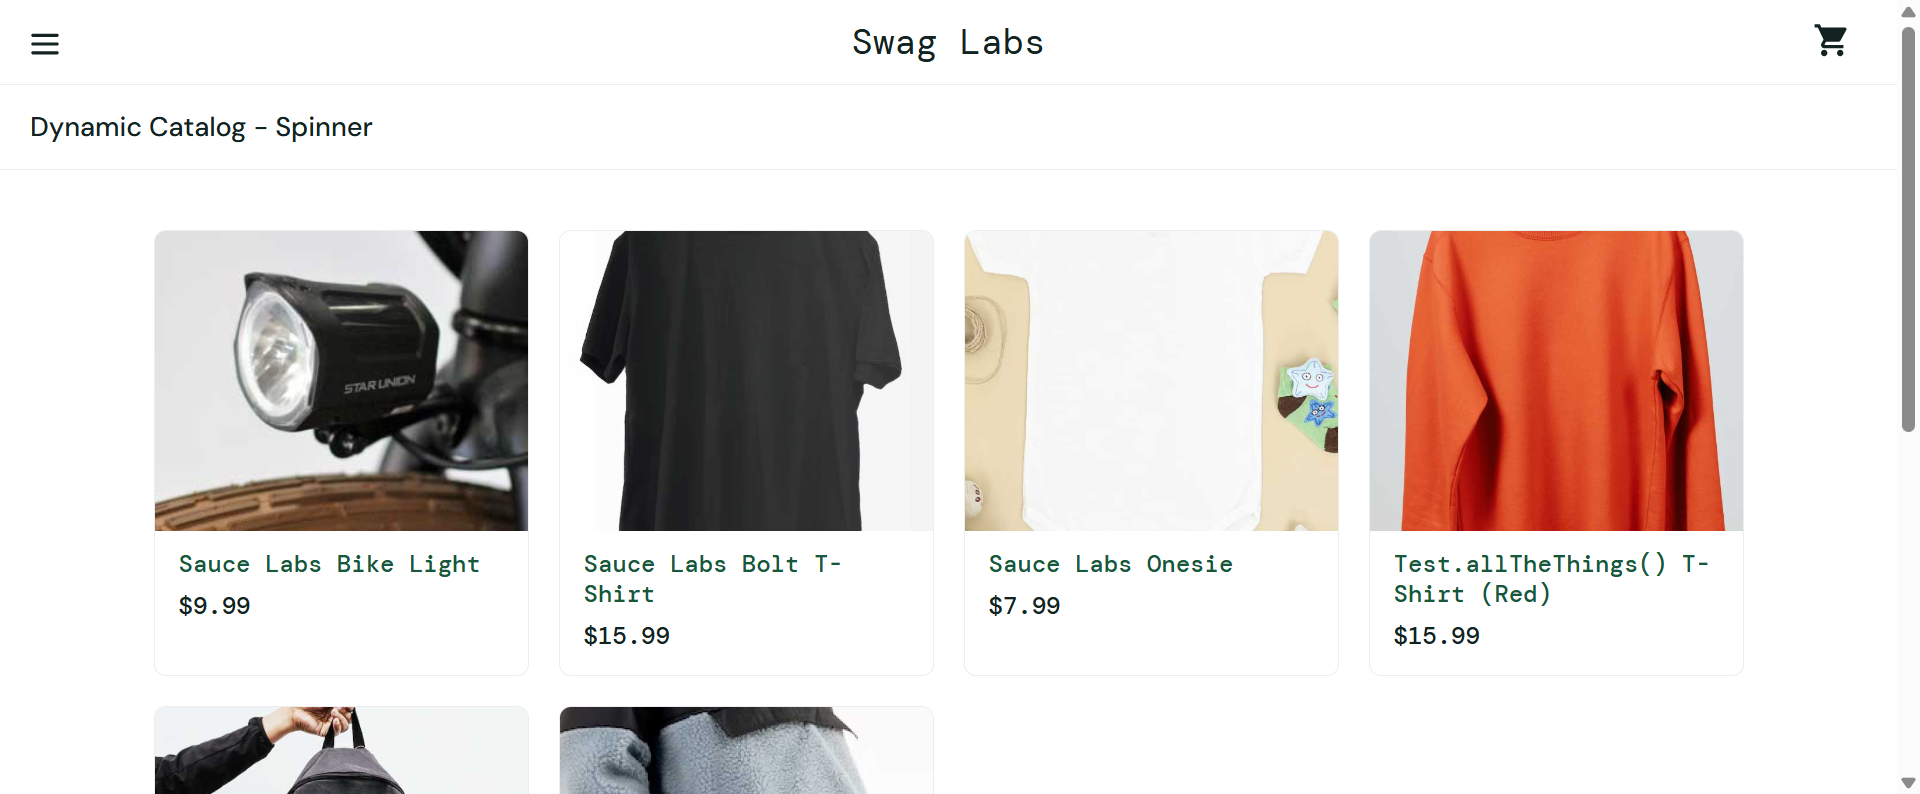 Swag Labs
Dynamic Catalog - Spinner
STAR UNION
Sauce Labs Bike Light
$9.99
Sauce Labs Bolt T-
Shirt
$15.99
Sauce Labs Onesie
$7.99
Test.allTheThings() T-
Shirt (Red)
$15.99